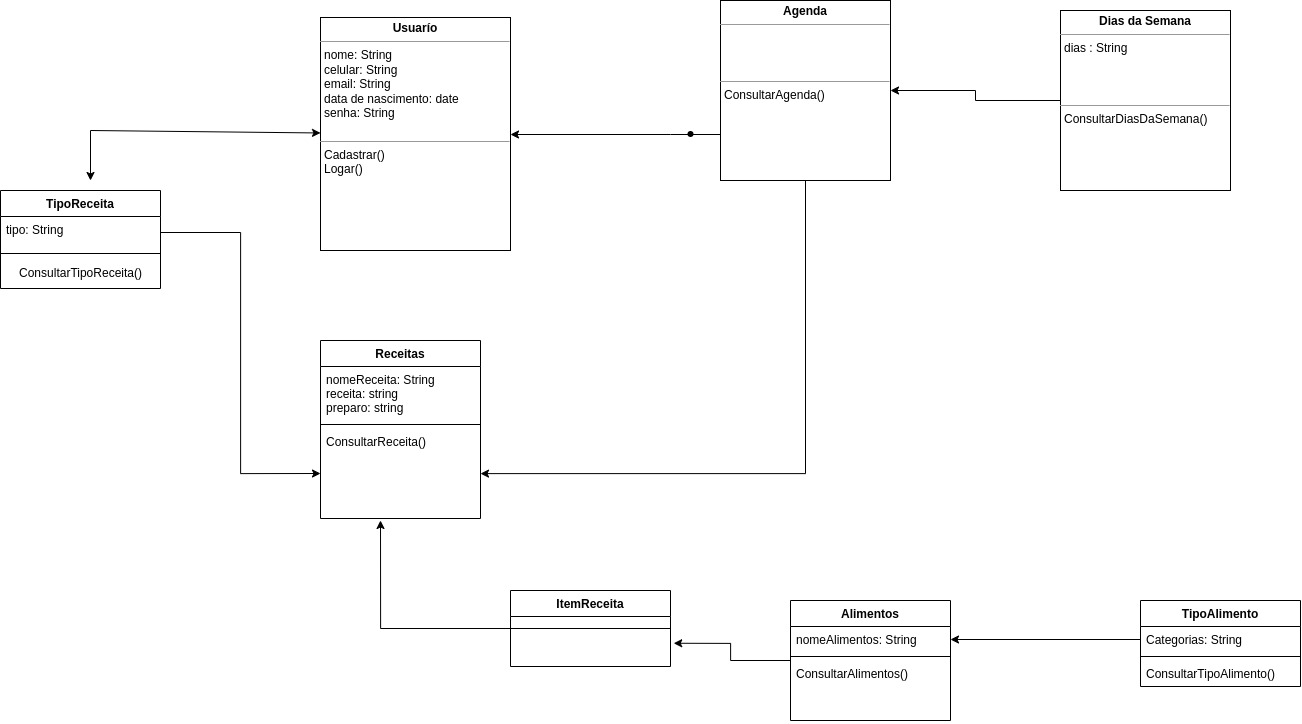 Usuarío
nome: String
celular: String
email: String
data de nascimento: date
senha: String
Cadastrar()
Logar()
Agenda
ConsultarAgenda()
Dias da Semana
dias : String
ConsultarDiasDaSemana()
TipoReceita
tipo: String
ConsultarTipoReceita()
Receitas
nomeReceita: String
receita: string
preparo: string
ConsultarReceita()
ItemReceita
Alimentos
nomeAlimentos: String
ConsultarAlimentos()
TipoAlimento
Categorias: String
ConsultarTipoAlimento()